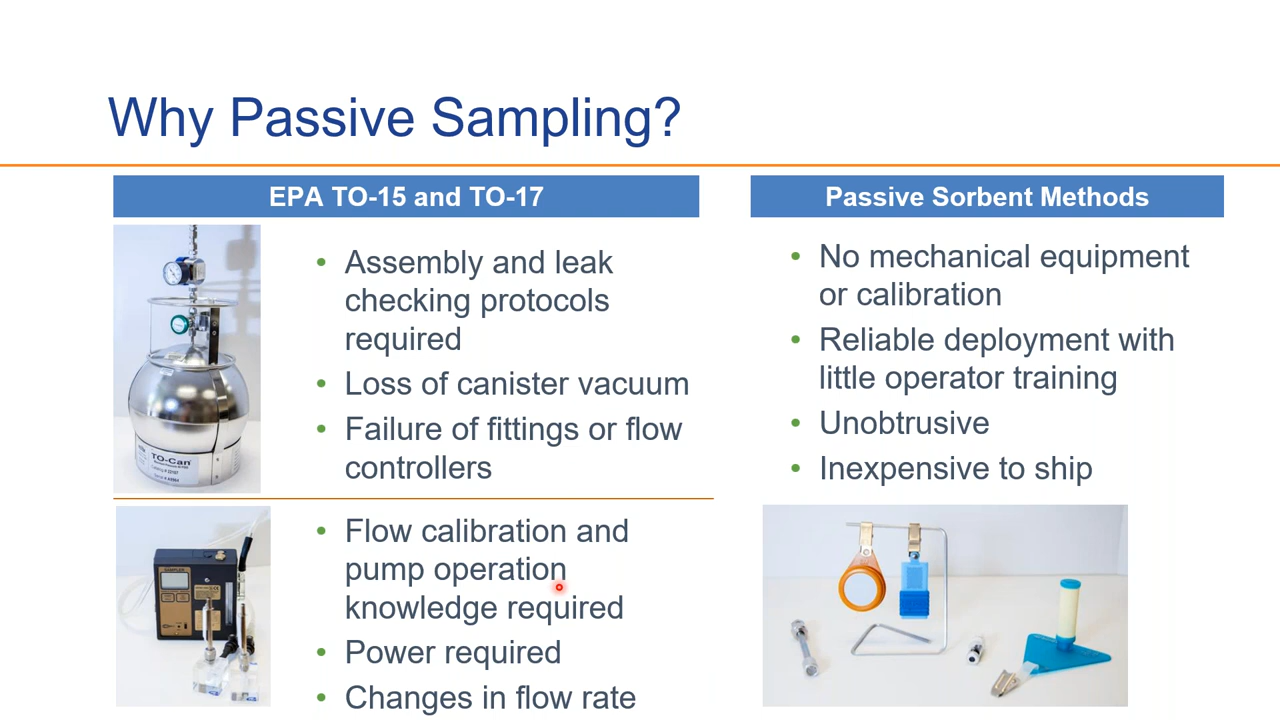 Why Passive Sampling?
EPA TO-15 and TO-17
Assembly and leak
checking protocols
required
Loss of canister vacuum
Failure of fittings or flow
controllers
TO-Can
Flow calibration and
pump operation
knowledge required
Power required
Changes in flow rate
Passive Sorbent Methods
No mechanical equipment
or calibration
Reliable deployment with
little operator training
Unobtrusive
Inexpensive to ship